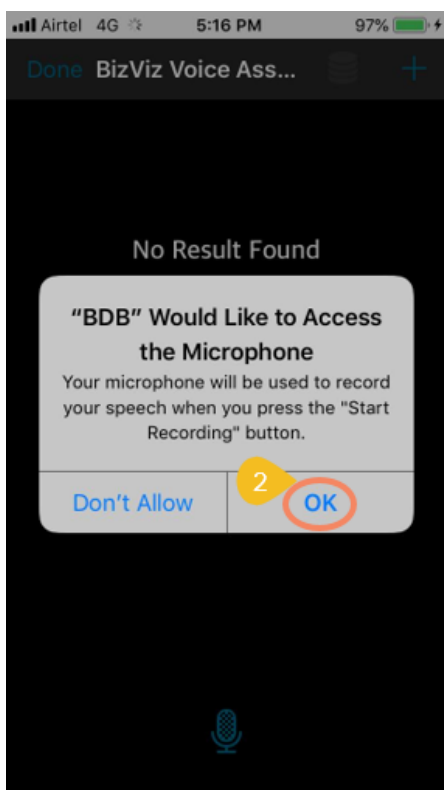 Airtel 4G 5:16 PM 97%
Done BizViz Voice Ass...
No Result Found
“BDB” Would Like to Access
the Microphone
Your microphone will be used to record
your speech when you press the "Start
Recording" button.
2
Don’t Allow OK